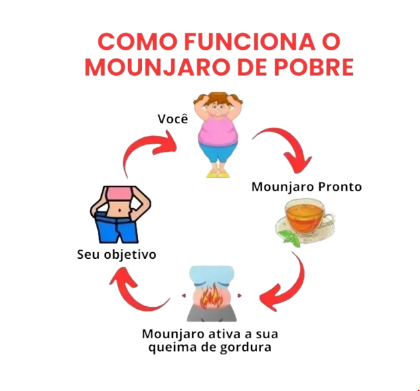 COMO FUNCIONA O
MOUNJARO DE POBRE
Você
Mounjaro Pronto
Seu objetivo
Mounjaro ativa a sua
queima de gordura